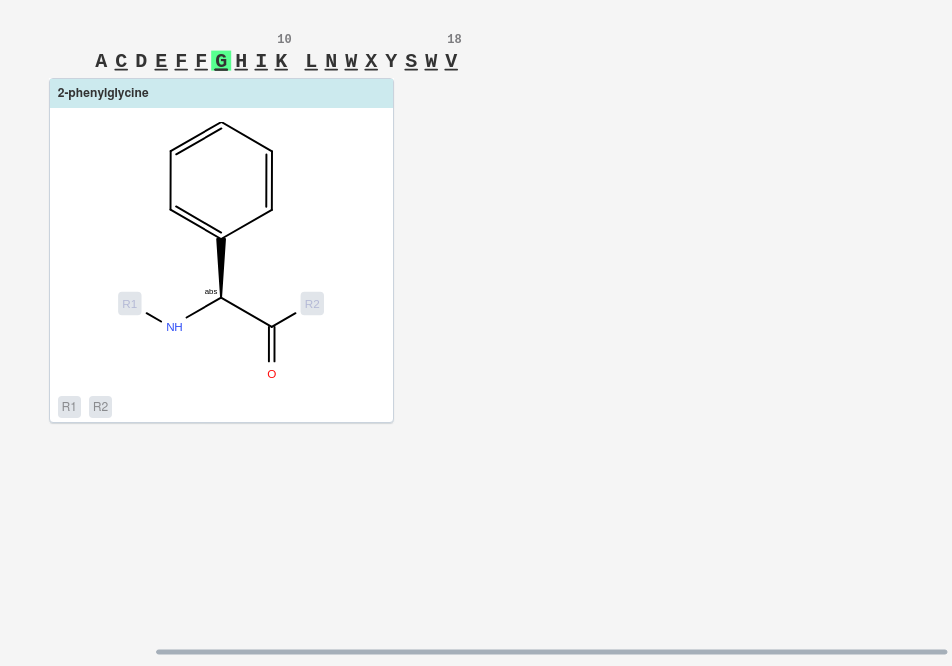 10 18
A C D E F F G H I K L N W X Y S W V
2-phenylglycine
abs
R1 R2
NH
O
R1 R2